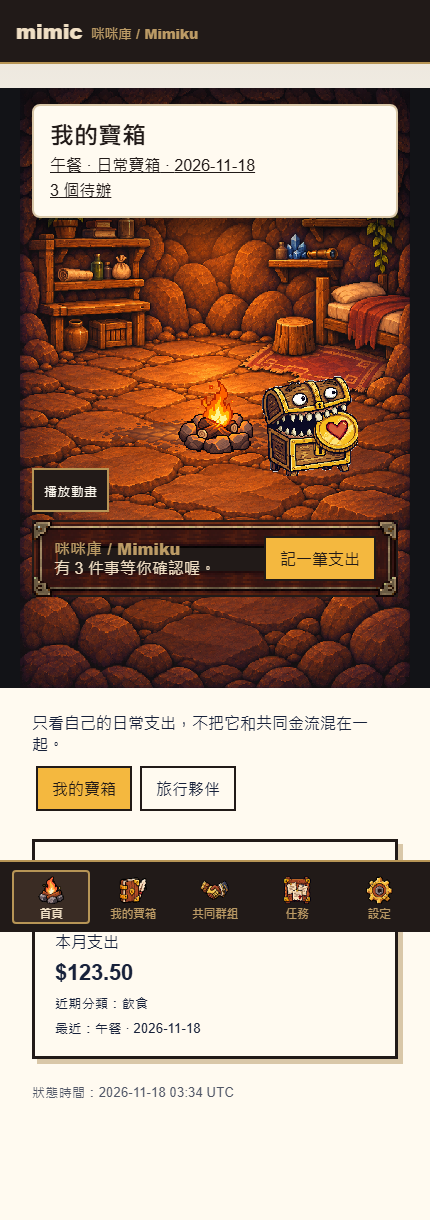 mimic 咪咪庫 / Mimiku
我的寶箱
午餐 · 日常寶箱 · 2026-11-18
3 個待辦
播放動畫
咪咪庫 / Mimiku
有 3 件事等你確認喔。
記一筆支出
只看自己的日常支出，不把它和共同金流混在一
起。
我的寶箱
旅行夥伴
首頁
我的寶箱
共同群組
任務
設定
本月支出
$123.50
近期分類：飲食
最近：午餐 · 2026-11-18
狀態時間：2026-11-18 03:34 UTC